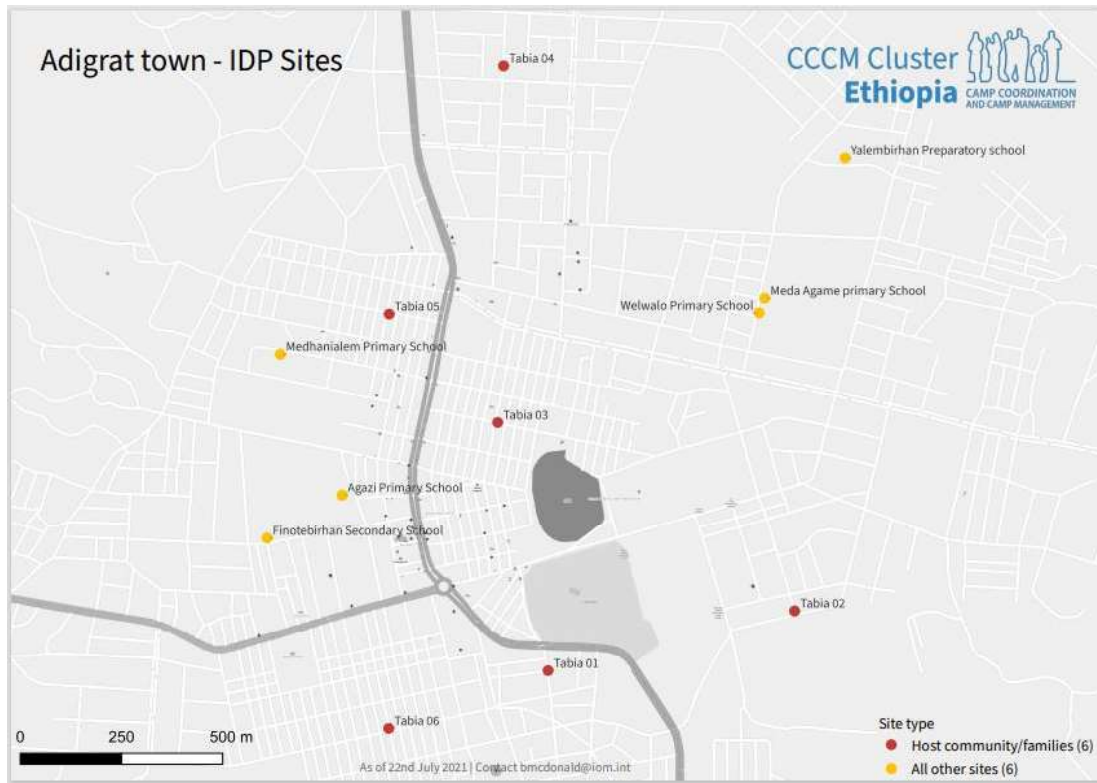 Adigrat town - IDP Sites
CCCM Cluster
Ethiopia
CAMP COORDINATION
AND CAMP MANAGEMENT
Tabia 04
Yalembirhan Preparatory school
Meda Agame primary School
Welwalo Primary School
Tabia 05
Medhanialem Primary School
Tabia 03
Agazi Primary School
Finotebirhan Secondary School
Tabia 02
Tabia 01
Tabia 06
Site type
Host community/families (6)
All other sites (6)
0 250 500 m
As of 22nd July 2021 | Contact bmcdonald@iom.int